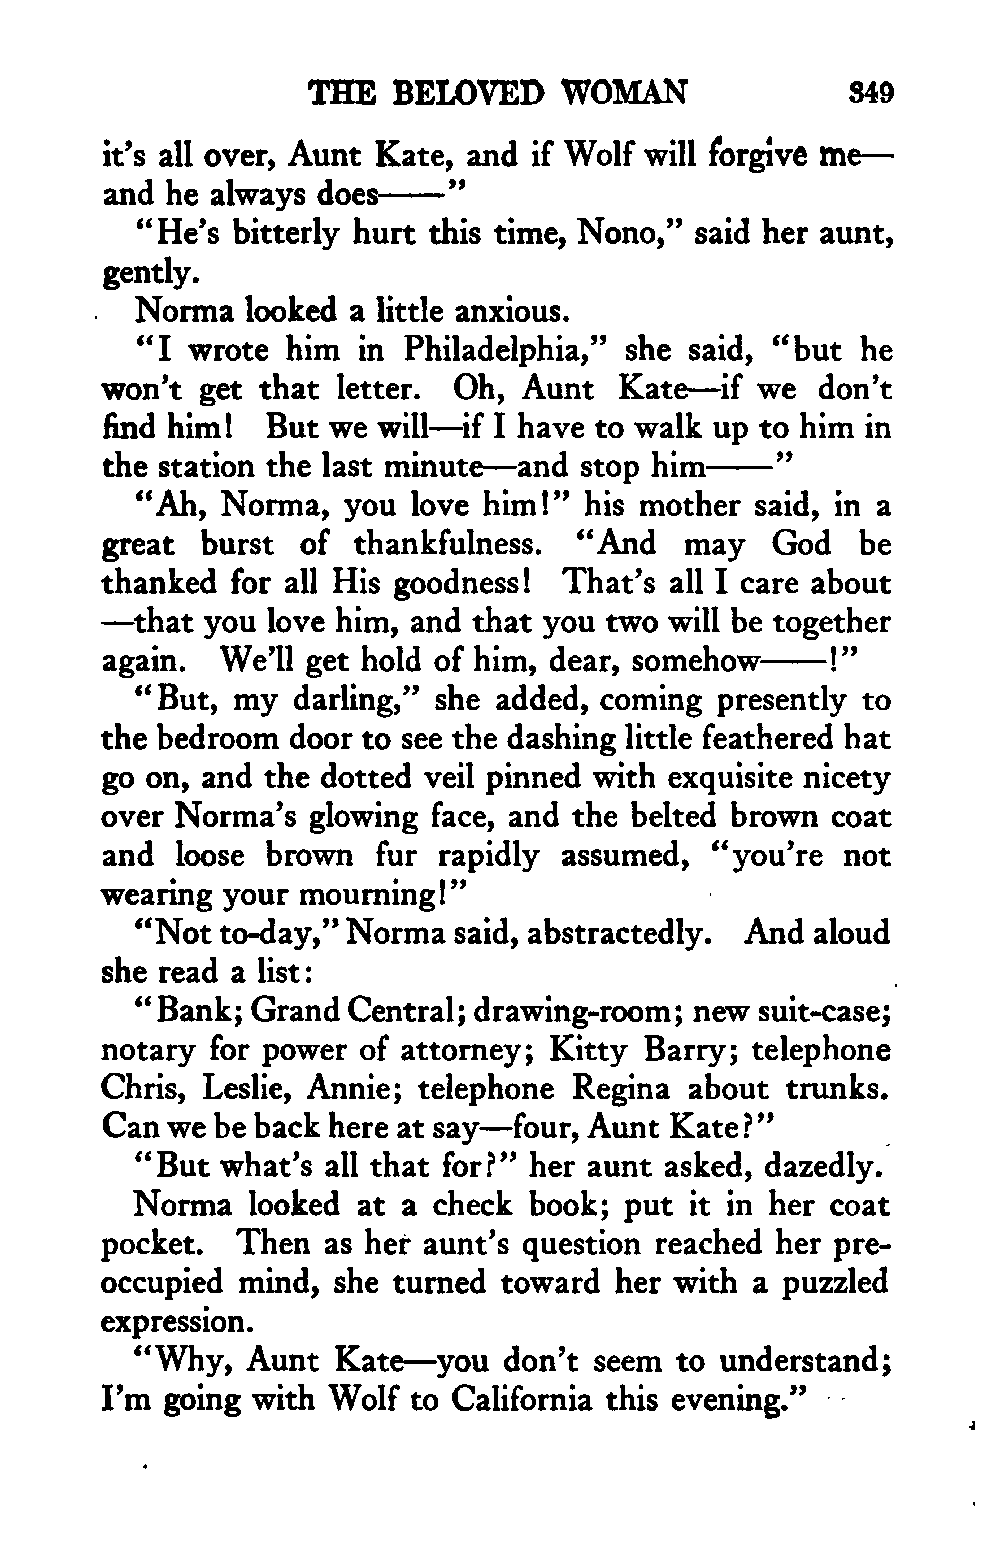 THE BELOVED WOMAN 349
it's all over, Aunt Kate, and if Wolf will forgive me—
and he always does——"
"He's bitterly hurt this time, Nono," said her aunt,
gently.
Norma looked a little anxious.
"I wrote him in Philadelphia," she said, "but he
won't get that letter. Oh, Aunt Kate—if we don't
find him! But we will—if I have to walk up to him in
the station the last minute—and stop him——"
"Ah, Norma, you love him!" his mother said, in a
great burst of thankfulness. "And may God be
thanked for all His goodness! That's all I care about
—that you love him, and that you two will be together
again. We'll get hold of him, dear, somehow——!"
"But, my darling," she added, coming presently to
the bedroom door to see the dashing little feathered hat
go on, and the dotted veil pinned with exquisite nicety
over Norma's glowing face, and the belted brown coat
and loose brown fur rapidly assumed, "you're not
wearing your mourning!"
"Not to-day," Norma said, abstractedly. And aloud
she read a list:
"Bank; Grand Central; drawing-room; new suit-case;
notary for power of attorney; Kitty Barry; telephone
Chris, Leslie, Annie; telephone Regina about trunks.
Can we be back here at say—four, Aunt Kate?"
"But what's all that for?" her aunt asked, dazedly.
Norma looked at a check book; put it in her coat
pocket. Then as her aunt's question reached her pre-
occupied mind, she turned toward her with a puzzled
expression.
"Why, Aunt Kate—you don't seem to understand;
I'm going with Wolf to California this evening."